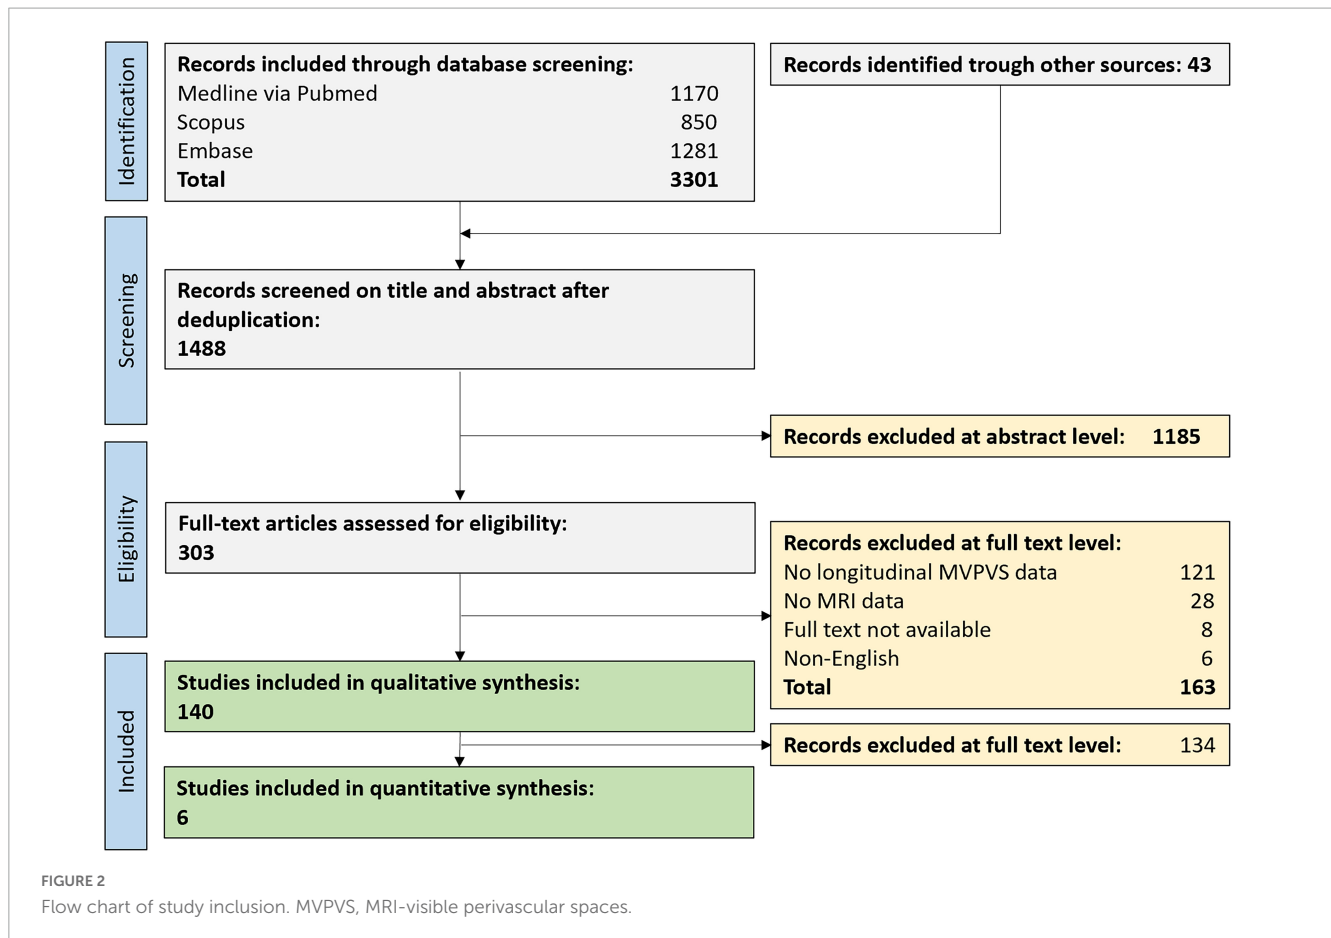 Identification
Records included through database screening:
Medline via Pubmed 1170
Scopus 850
Embase 1281
Total 3301
Records identified trough other sources: 43
Screening
Records screened on title and abstract after
deduplication:
1488
Records excluded at abstract level: 1185
Eligibility
Full-text articles assessed for eligibility:
303
Records excluded at full text level:
No longitudinal MVPVS data 121
No MRI data 28
Full text not available 8
Non-English 6
Total 163
Included
Studies included in qualitative synthesis:
140
Records excluded at full text level: 134
Studies included in quantitative synthesis:
6
FIGURE 2
Flow chart of study inclusion. MVPVS, MRI-visible perivascular spaces.